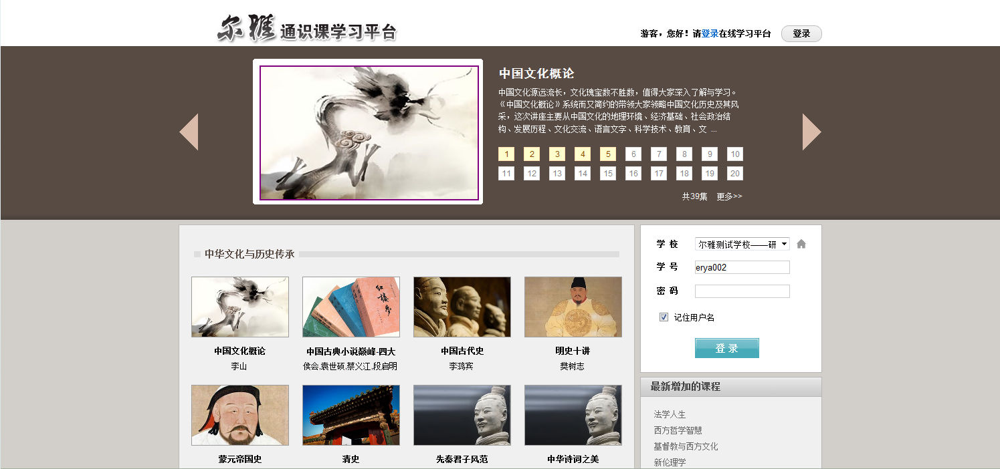 尔雅 通识课学习平台
游客，您好！请登录在线学习平台 登录
中国文化概论
中国文化源远流长，文化瑰宝数不胜数，值得大家深入了解与学习。
《中国文化概论》系统而又简约的带领大家领略中国文化历史及其风
采，这次讲座主要从中国文化的地理环境、经济基础、社会政治结
构、发展历程、文化交流、语言文字、科学技术、教育、文 ...
1 2 3 4 5 6 7 8 9 10
11 12 13 14 15 16 17 18 19 20
共39集 更多>>
中华文化与历史传承
红楼梦
中国文化概论 中国古典小说巅峰-四大 中国古代史 明史十讲
李山 侯会,袁世硕,蔡义江,段启明 李鸿宾 樊树志
蒙元帝国史 清史 先秦君子风范 中华诗词之美
学 校 尔雅测试学校——研
学 号 erya002
密 码
记住用户名
登 录
最新增加的课程
法学人生
西方哲学智慧
基督教与西方文化
新伦理学